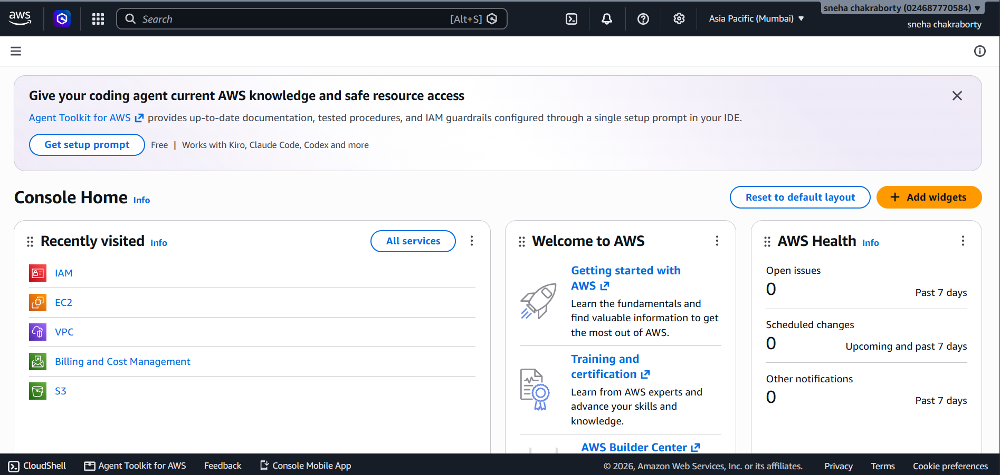 aws
Search [Alt+S]
Asia Pacific (Mumbai) ▼
sneha chakraborty (024687770584) ▼
sneha chakraborty
Give your coding agent current AWS knowledge and safe resource access
Agent Toolkit for AWS provides up-to-date documentation, tested procedures, and IAM guardrails configured through a single setup prompt in your IDE.
Get setup prompt Free | Works with Kiro, Claude Code, Codex and more
Console Home Info
Reset to default layout
+ Add widgets
Recently visited Info
All services
IAM
EC2
VPC
Billing and Cost Management
S3
Welcome to AWS
Getting started with
AWS
Learn the fundamentals and
find valuable information to get
the most out of AWS.
Training and
certification
Learn from AWS experts and
advance your skills and
knowledge.
AWS Builder Center
AWS Health Info
Open issues
0 Past 7 days
Scheduled changes
0 Upcoming and past 7 days
Other notifications
0 Past 7 days
CloudShell Agent Toolkit for AWS Feedback Console Mobile App © 2026, Amazon Web Services, Inc. or its affiliates. Privacy Terms Cookie preferences